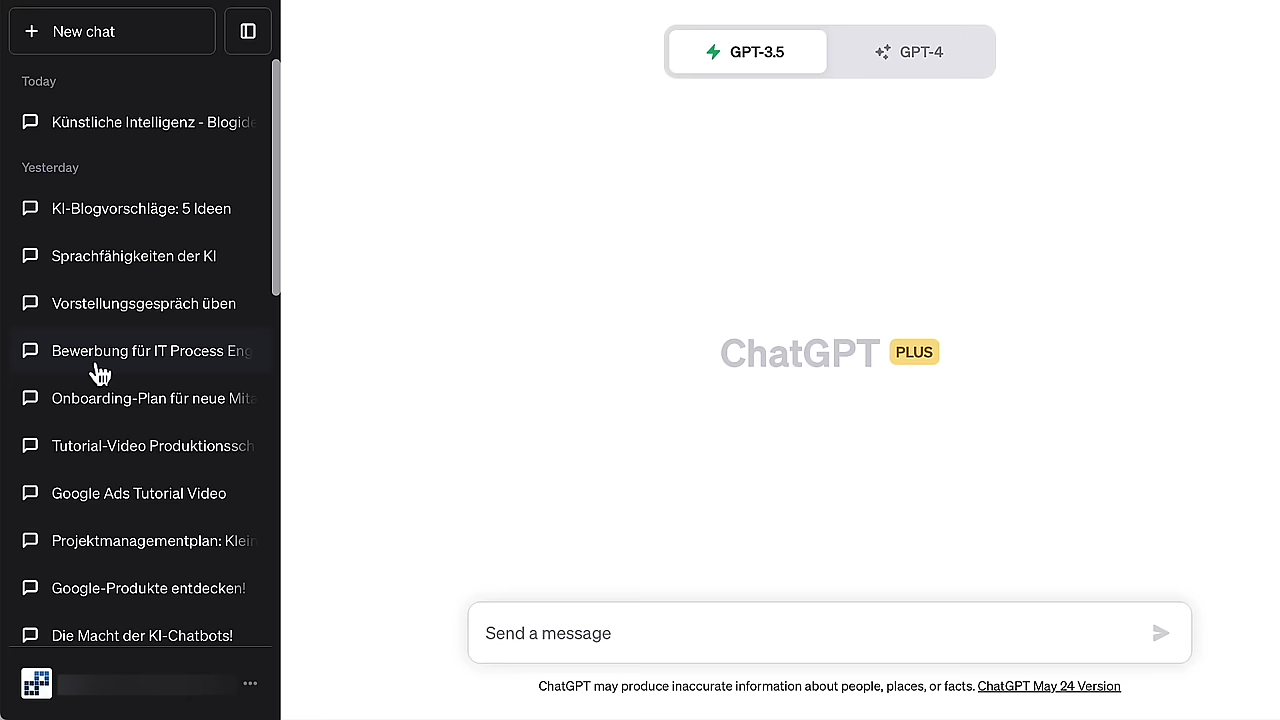 New chat
Today
Künstliche Intelligenz - Blogide
Yesterday
KI-Blogvorschläge: 5 Ideen
Sprachfähigkeiten der KI
Vorstellungsgespräch üben
Bewerbung für IT Process Eng
Onboarding-Plan für neue Mita
Tutorial-Video Produktionssch
Google Ads Tutorial Video
Projektmanagementplan: Klein
Google-Produkte entdecken!
Die Macht der KI-Chatbots!
GPT-3.5
GPT-4
ChatGPT PLUS
Send a message
ChatGPT may produce inaccurate information about people, places, or facts. ChatGPT May 24 Version